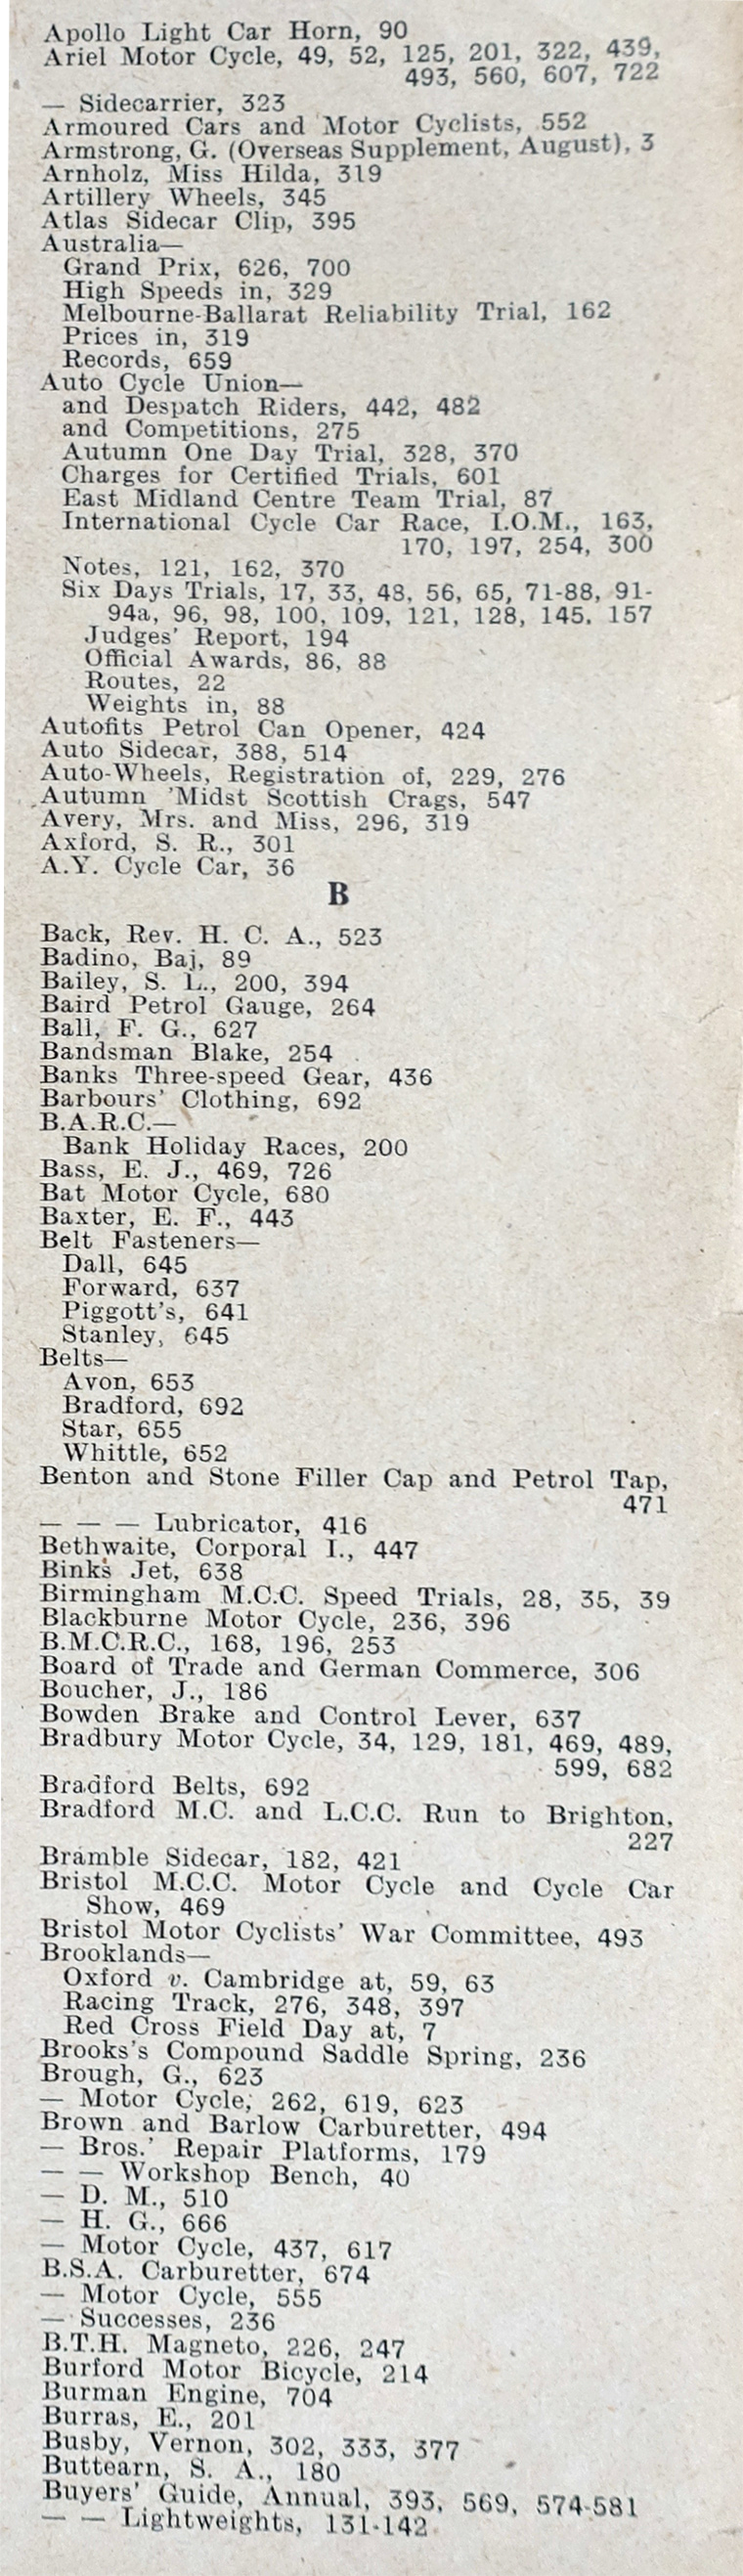 Apollo Light Car Horn, 90
Ariel Motor Cycle, 49, 52, 125, 201, 322, 439,
493, 560, 607, 722
— Sidecarrier, 323
Armoured Cars and Motor Cyclists, 552
Armstrong, G. (Overseas Supplement, August), 3
Arnholz, Miss Hilda, 319
Artillery Wheels, 345
Atlas Sidecar Clip, 395
Australia—
Grand Prix, 626, 700
High Speeds in, 329
Melbourne-Ballarat Reliability Trial, 162
Prices in, 319
Records, 659
Auto Cycle Union—
and Despatch Riders, 442, 482
and Competitions, 275
Autumn One Day Trial, 328, 370
Charges for Certified Trials, 601
East Midland Centre Team Trial, 87
International Cycle Car Race, I.O.M., 163,
170, 197, 254, 300
Notes, 121, 162, 370
Six Days Trials, 17, 33, 48, 56, 65, 71-88, 91-
94a, 96, 98, 100, 109, 121, 128, 145, 157
Judges' Report, 194
Official Awards, 86, 88
Routes, 22
Weights in, 88
Autofits Petrol Can Opener, 424
Auto Sidecar, 388, 514
Auto-Wheels, Registration of, 229, 276
Autumn 'Midst Scottish Crags, 547
Avery, Mrs. and Miss, 296, 319
Axford, S. R., 301
A.Y. Cycle Car, 36
B
Back, Rev. H. C. A., 523
Badino, Baj, 89
Bailey, S. L., 200, 394
Baird Petrol Gauge, 264
Ball, F. G., 627
Bandsman Blake, 254
Banks Three-speed Gear, 436
Barbours' Clothing, 692
B.A.R.C.—
Bank Holiday Races, 200
Bass, E. J., 469, 726
Bat Motor Cycle, 680
Baxter, E. F., 443
Belt Fasteners—
Dall, 645
Forward, 637
Piggott's, 641
Stanley, 645
Belts—
Avon, 653
Bradford, 692
Star, 655
Whittle, 652
Benton and Stone Filler Cap and Petrol Tap,
471
— — — Lubricator, 416
Bethwaite, Corporal I., 447
Binks Jet, 638
Birmingham M.C.C. Speed Trials, 28, 35, 39
Blackburne Motor Cycle, 236, 396
B.M.C.R.C., 168, 196, 253
Board of Trade and German Commerce, 306
Boucher, J., 186
Bowden Brake and Control Lever, 637
Bradbury Motor Cycle, 34, 129, 181, 469, 489,
599, 682
Bradford Belts, 692
Bradford M.C. and L.C.C. Run to Brighton,
227
Bramble Sidecar, 182, 421
Bristol M.C.C. Motor Cycle and Cycle Car
Show, 469
Bristol Motor Cyclists' War Committee, 493
Brooklands—
Oxford v. Cambridge at, 59, 63
Racing Track, 276, 348, 397
Red Cross Field Day at, 7
Brooks's Compound Saddle Spring, 236
Brough, G., 623
— Motor Cycle, 262, 619, 623
Brown and Barlow Carburetter, 494
— Bros.' Repair Platforms, 179
— — Workshop Bench, 40
— D. M., 510
— H. G., 666
— Motor Cycle, 437, 617
B.S.A. Carburetter, 674
— Motor Cycle, 555
— Successes, 236
B.T.H. Magneto, 226, 247
Burford Motor Bicycle, 214
Burman Engine, 704
Burras, E., 201
Busby, Vernon, 302, 333, 377
Buttearn, S. A., 180
Buyers' Guide, Annual, 393, 569, 574-581
— — Lightweights, 131-142